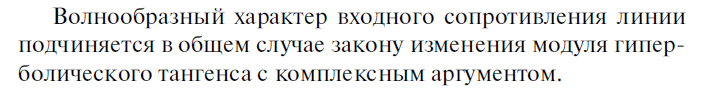 Волнообразный характер входного сопротивления линии
подчиняется в общем случае закону изменения модуля гипер-
болического тангенса с комплексным аргументом.